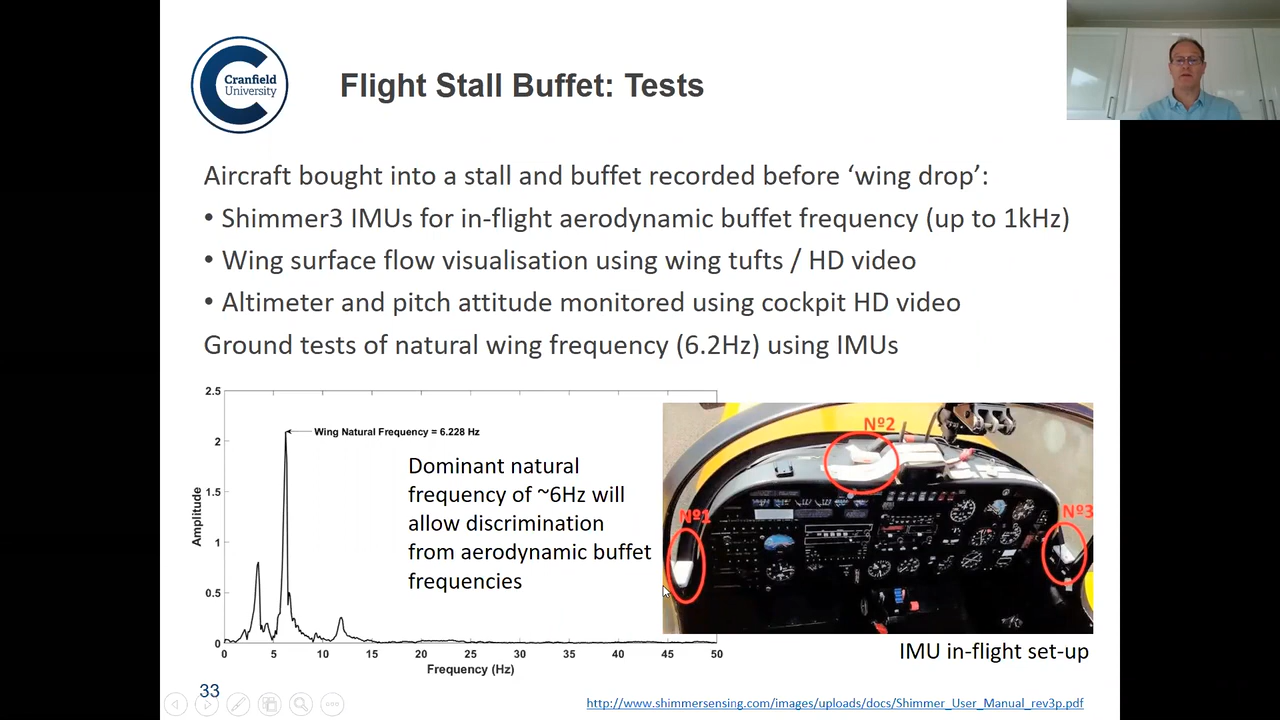 Cranfield
University
Flight Stall Buffet: Tests
Aircraft bought into a stall and buffet recorded before ‘wing drop’:
• Shimmer3 IMUs for in-flight aerodynamic buffet frequency (up to 1kHz)
• Wing surface flow visualisation using wing tufts / HD video
• Altimeter and pitch attitude monitored using cockpit HD video
Ground tests of natural wing frequency (6.2Hz) using IMUs
2.5
2
1.5
1
0.5
0
Amplitude
Wing Natural Frequency = 6.228 Hz
Dominant natural
frequency of ~6Hz will
allow discrimination
from aerodynamic buffet
frequencies
0 5 10 15 20 25 30 35 40 45 50
Frequency (Hz)
Nº1
Nº2
Nº3
IMU in-flight set-up
33
http://www.shimmersensing.com/images/uploads/docs/Shimmer_User_Manual_rev3p.pdf